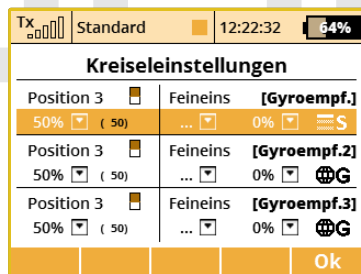 Tx Standard 12:22:32 64%
Kreiseleinstellungen
Position 3 Feineins [Gyroempf.]
50% ( 50) ... 0% S
Position 3 Feineins [Gyroempf.2]
50% ( 50) ... 0% G
Position 3 Feineins [Gyroempf.3]
50% ( 50) ... 0% G
Ok